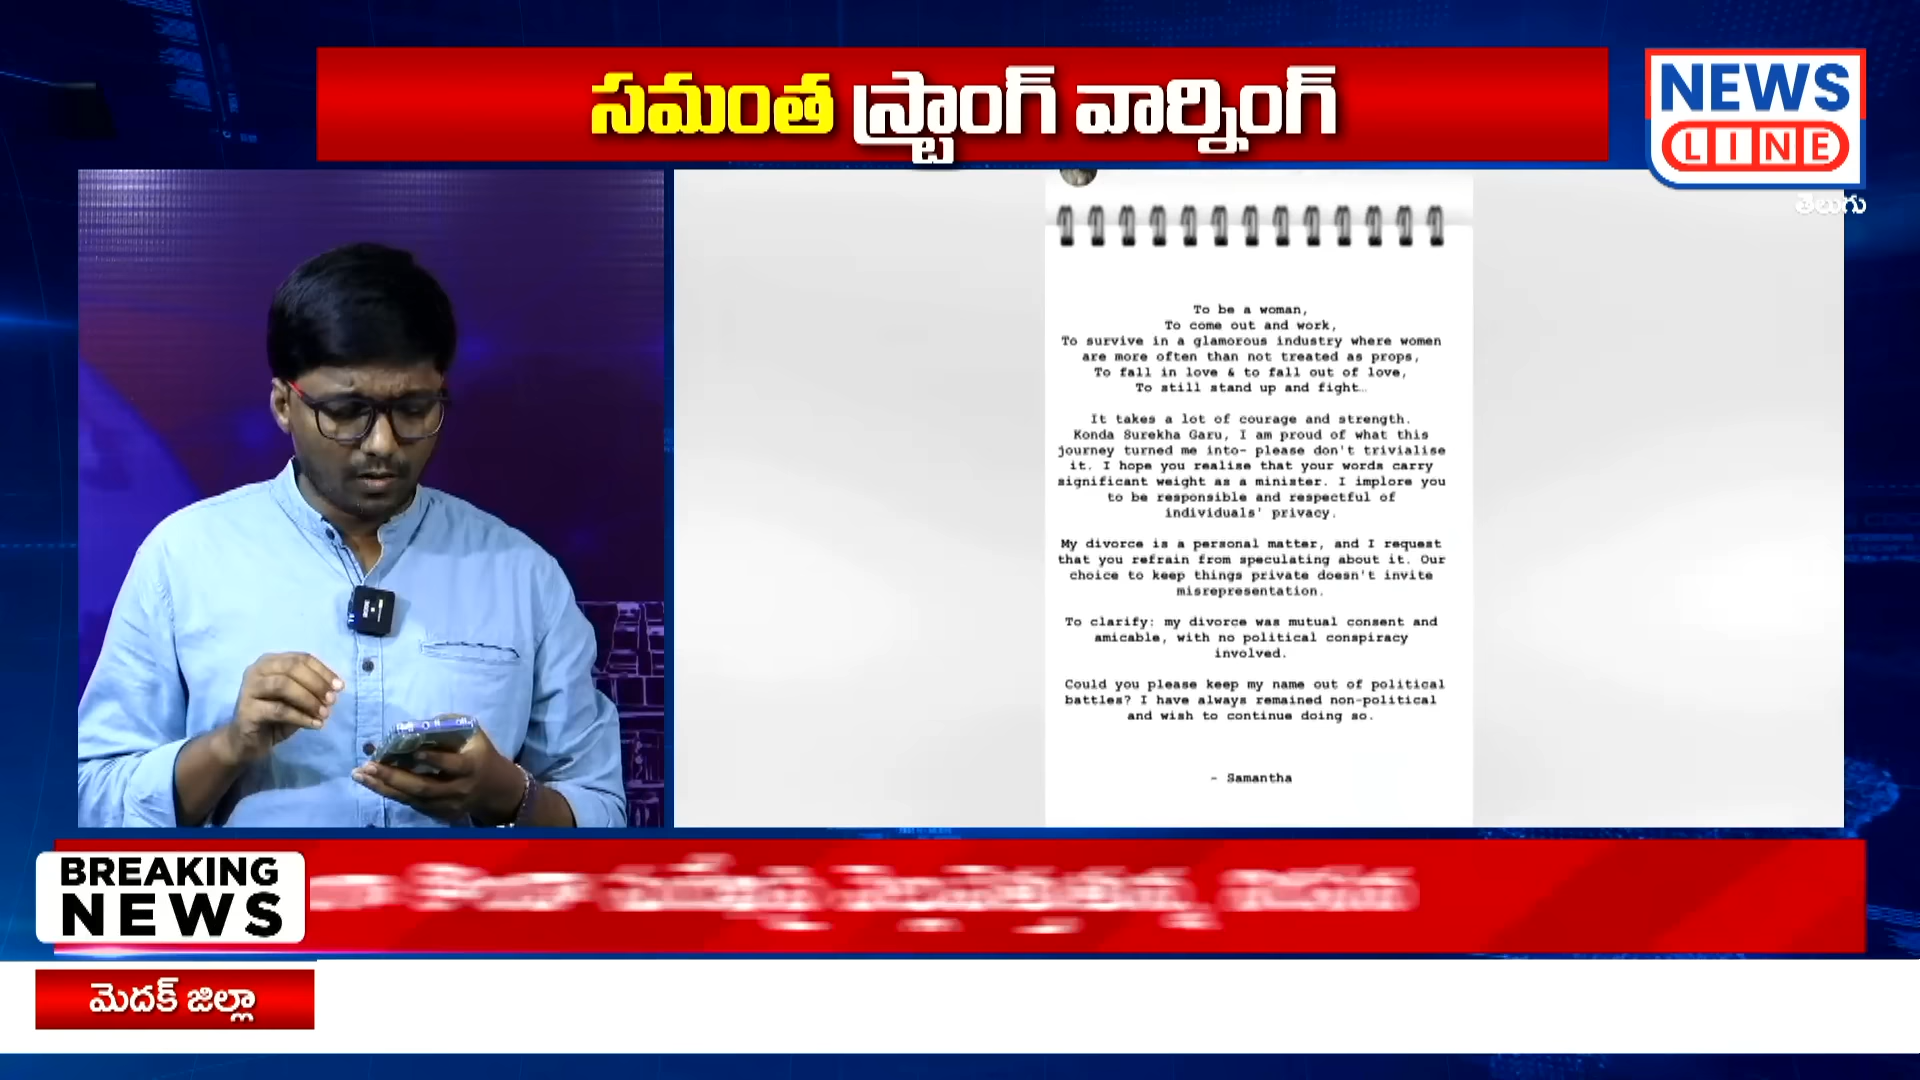 సమంత స్ట్రాంగ్ వార్నింగ్
NEWS
LINE
తెలుగు
To be a woman,
To come out and work,
To survive in a glamorous industry where women
are more often than not treated as props,
To fall in love & to fall out of love,
To still stand up and fight…
It takes a lot of courage and strength.
Konda Surekha Garu, I am proud of what this
journey turned me into- please don't trivialise
it. I hope you realise that your words carry
significant weight as a minister. I implore you
to be responsible and respectful of
individuals' privacy.
My divorce is a personal matter, and I request
that you refrain from speculating about it. Our
choice to keep things private doesn't invite
misrepresentation.
To clarify: my divorce was mutual consent and
amicable, with no political conspiracy
involved.
Could you please keep my name out of political
battles? I have always remained non-political
and wish to continue doing so.
- Samantha
BREAKING
NEWS
మెదక్ జిల్లా